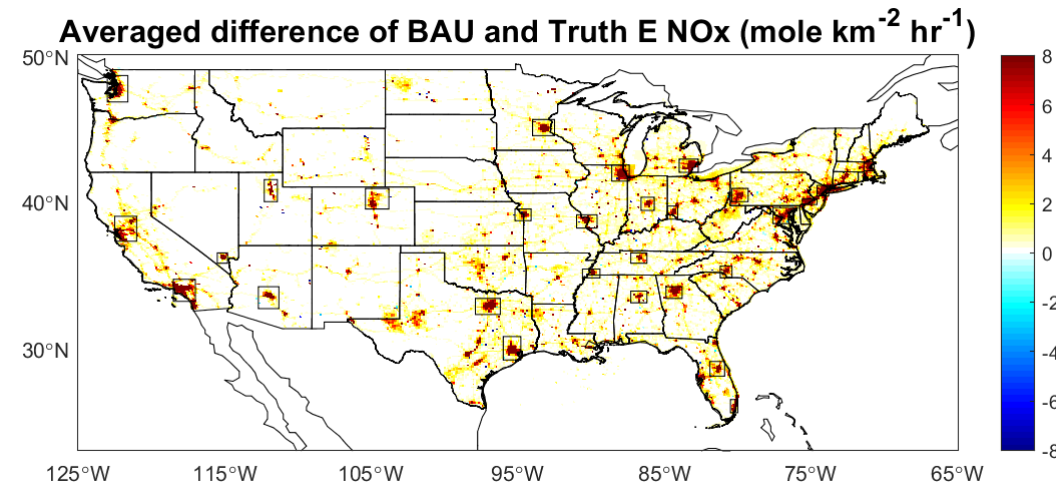 Averaged difference of BAU and Truth E NOx (mole km⁻² hr⁻¹)
50°N
40°N
30°N
125°W
115°W
105°W
95°W
85°W
75°W
65°W
8
6
4
2
0
-2
-4
-6
-8